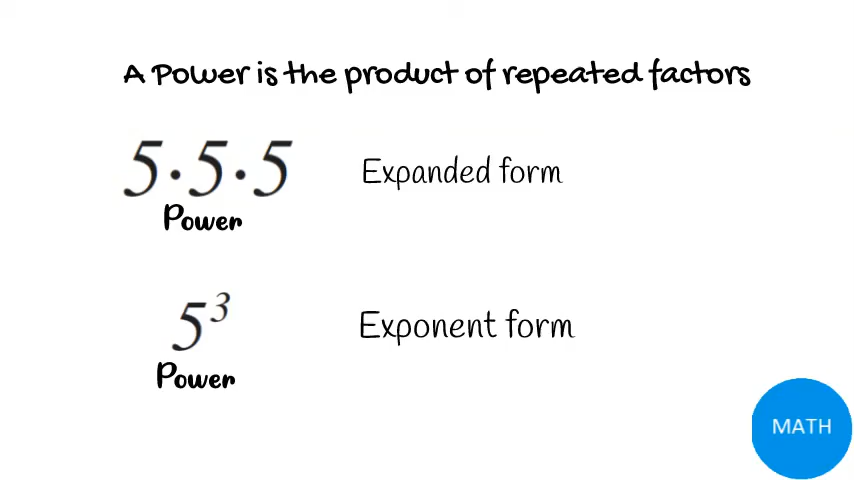 A Power is the product of repeated factors
5·5·5 Expanded form
Power
5³ Exponent form
Power
MATH